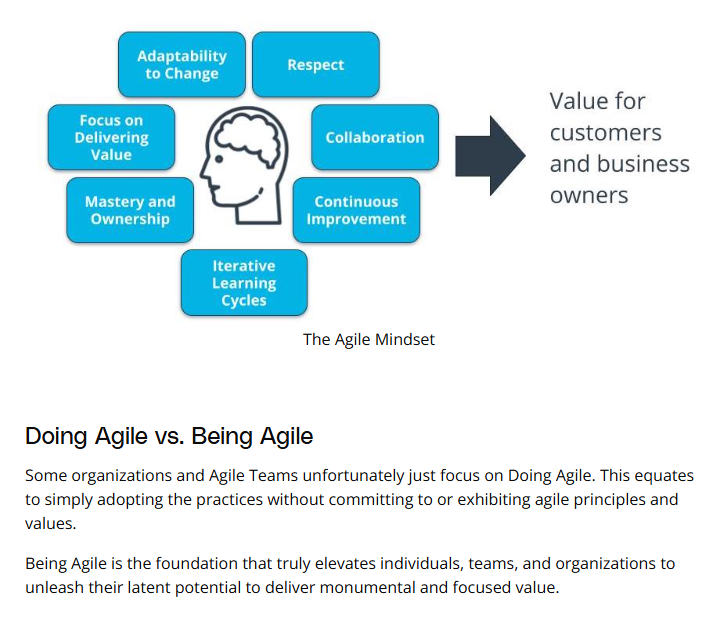 Adaptability
to Change
Respect
Focus on
Delivering
Value
Collaboration
Mastery and
Ownership
Continuous
Improvement
Iterative
Learning
Cycles
Value for
customers
and business
owners
The Agile Mindset
Doing Agile vs. Being Agile
Some organizations and Agile Teams unfortunately just focus on Doing Agile. This equates
to simply adopting the practices without committing to or exhibiting agile principles and
values.
Being Agile is the foundation that truly elevates individuals, teams, and organizations to
unleash their latent potential to deliver monumental and focused value.